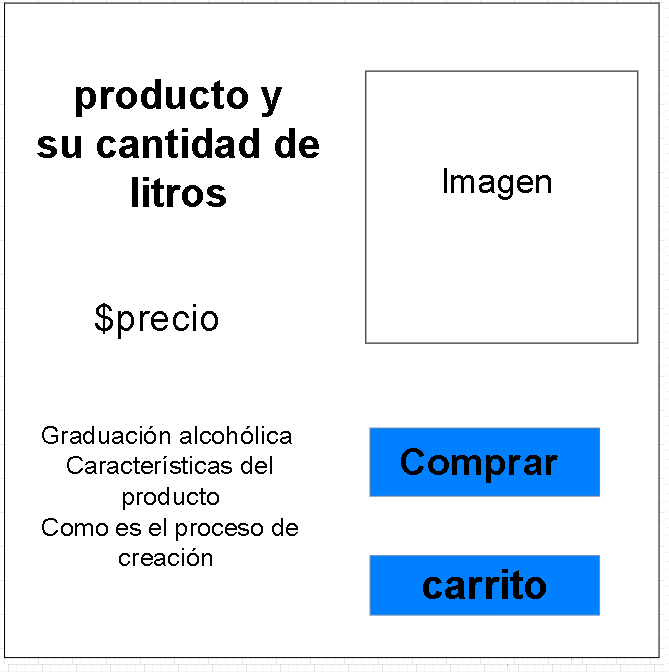 producto y
su cantidad de
litros
Imagen
$precio
Graduación alcohólica
Características del
producto
Como es el proceso de
creación
Comprar
carrito